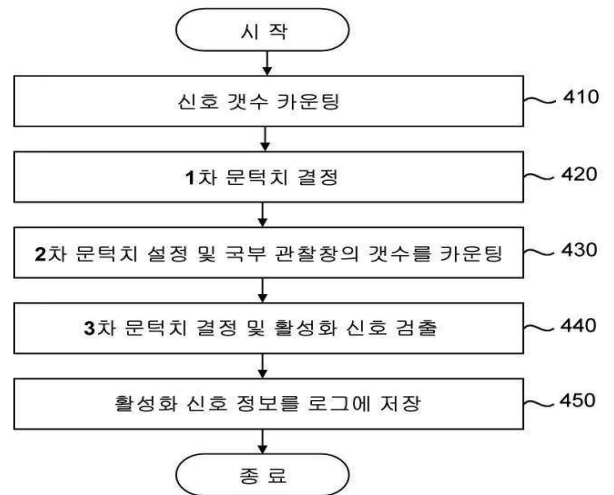 시 작
신호 갯수 카운팅
410
1차 문턱치 결정
420
2차 문턱치 설정 및 국부 관찰창의 갯수를 카운팅
430
3차 문턱치 결정 및 활성화 신호 검출
440
활성화 신호 정보를 로그에 저장
450
종 료